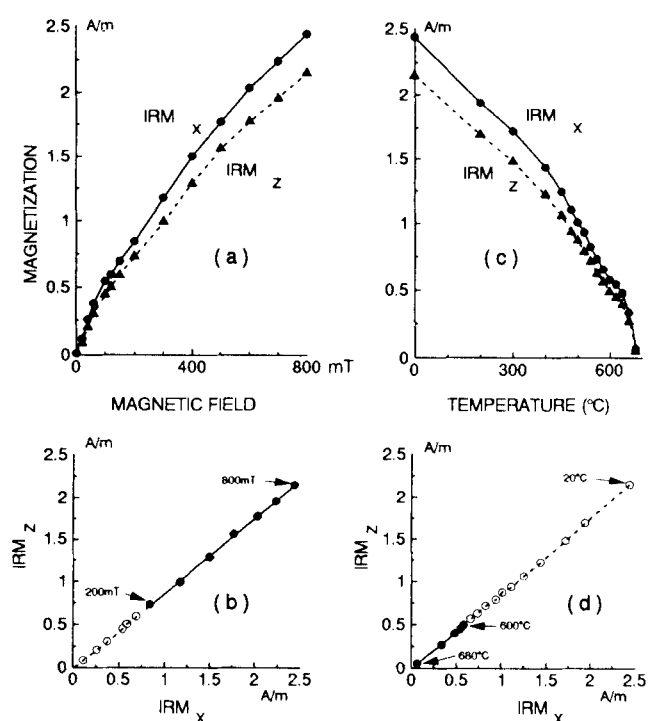 A/m
2.5
2
1.5
1
0.5
0
MAGNETIZATION
IRM X
IRM Z
(a)
0
400
800 mT
MAGNETIC FIELD
A/m
2.5
2
1.5
1
0.5
0
IRM X
IRM Z
(c)
0
300
600
TEMPERATURE (°C)
A/m
2.5
2
1.5
1
0.5
0
IRM Z
800mT
200mT
(b)
0
0.5
1
1.5
2
2.5
A/m
IRM X
A/m
2.5
2
1.5
1
0.5
0
IRM Z
20°C
600°C
680°C
(d)
0
0.5
1
1.5
2
2.5
A/m
IRM X